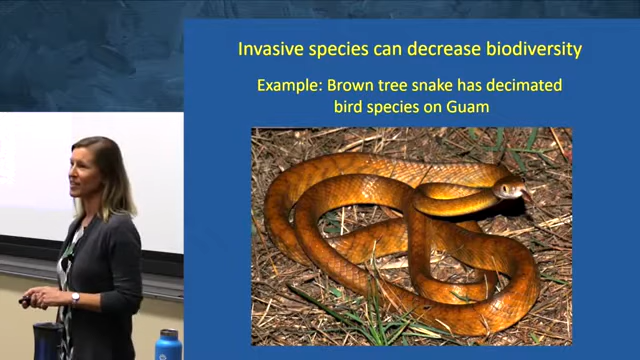 Invasive species can decrease biodiversity
Example: Brown tree snake has decimated
bird species on Guam